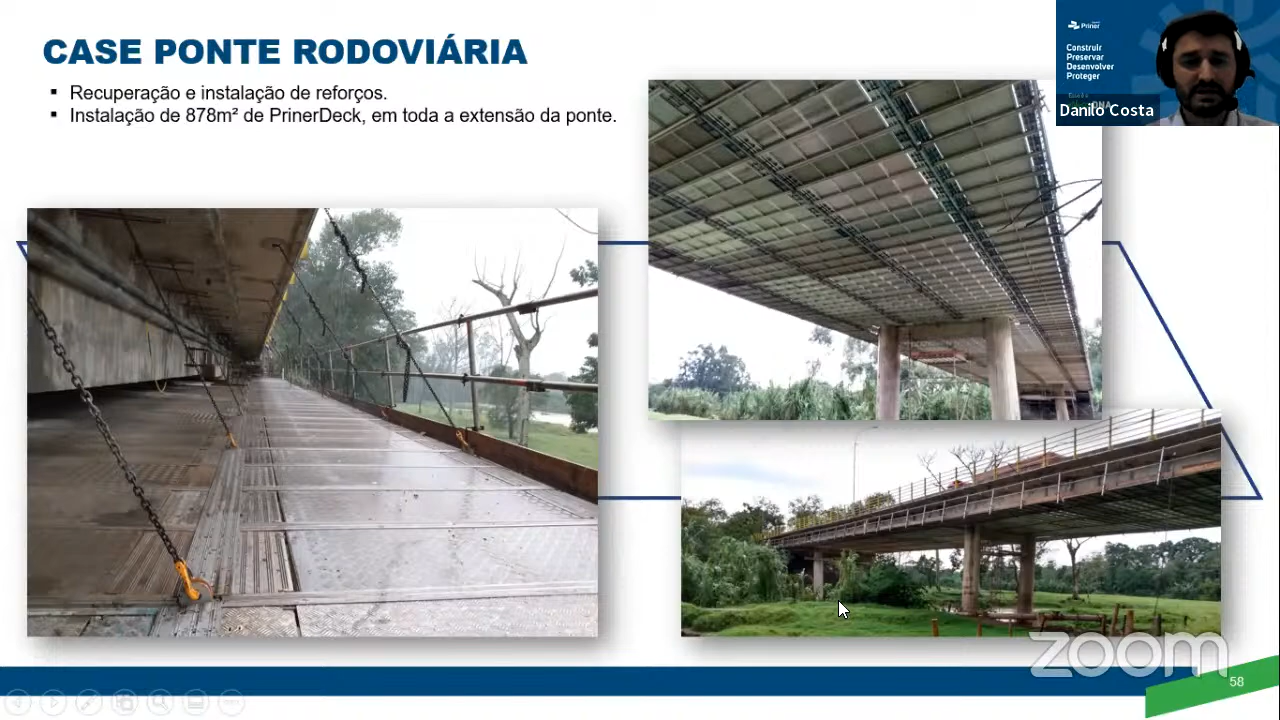 CASE PONTE RODOVIÁRIA
▪ Recuperação e instalação de reforços.
▪ Instalação de 878m² de PrinerDeck, em toda a extensão da ponte.
Priner
Construir
Preservar
Desenvolver
Proteger
Danilo Costa
zoom
58